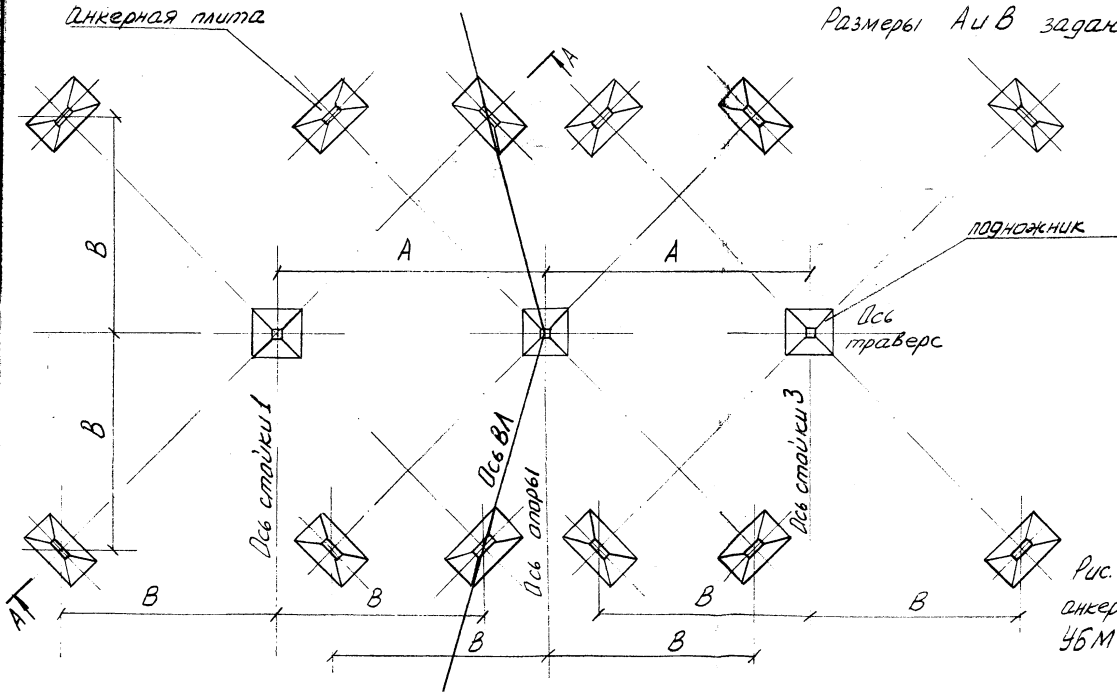 Анкерная плита
Размеры А и В задан
А
В
А
А
подножник
Ось
траверс
В
Ось стойки 1
Ось ВЛ
Ось опоры
Ось стойки 3
А
В
В
В
В
В
В
Рис.
анкер
УБМ